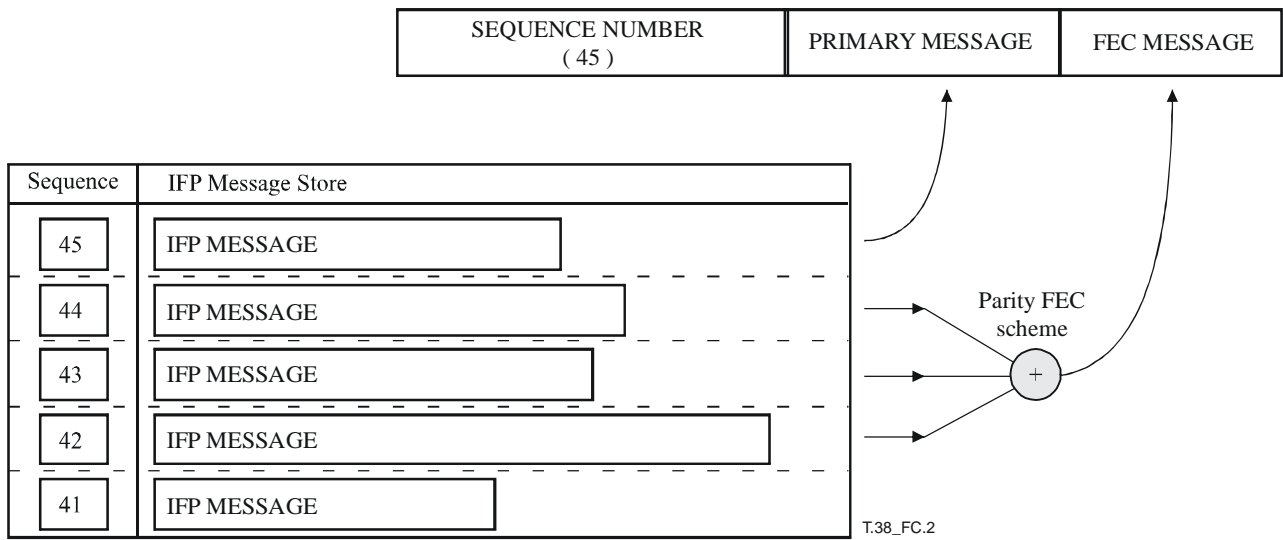 SEQUENCE NUMBER
( 45 )
PRIMARY MESSAGE
FEC MESSAGE
Sequence
IFP Message Store
45
IFP MESSAGE
44
IFP MESSAGE
Parity FEC
scheme
+
43
IFP MESSAGE
42
IFP MESSAGE
41
IFP MESSAGE
T.38_FC.2